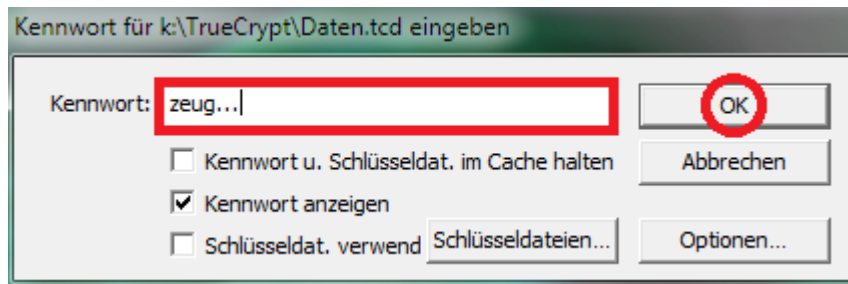 Kennwort für k:\TrueCrypt\Daten.tcd eingeben
Kennwort: zeug... OK
Kennwort u. Schlüsseldat. im Cache halten Abbrechen
Kennwort anzeigen
Schlüsseldat. verwend Schlüsseldateien... Optionen...